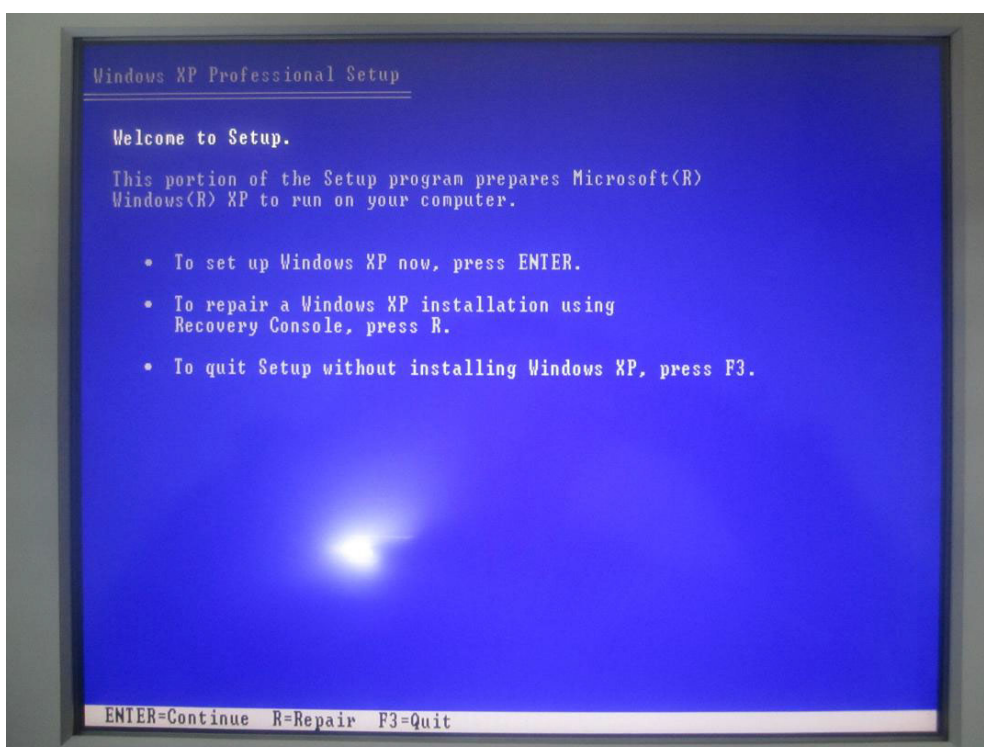 Windows XP Professional Setup
Welcome to Setup.
This portion of the Setup program prepares Microsoft(R)
Windows(R) XP to run on your computer.
• To set up Windows XP now, press ENTER.
• To repair a Windows XP installation using
Recovery Console, press R.
• To quit Setup without installing Windows XP, press F3.
ENTER=Continue R=Repair F3=Quit